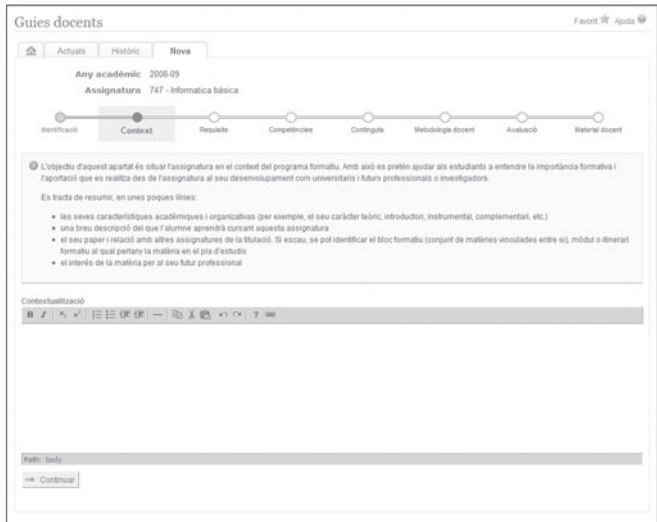 Guies docents
Favorit Ajuda
Actuals Històric Nova
Any acadèmic 2008-09
Assignatura 747 - Informatica bàsica
Identificació Context Requisits Competències Continguts Metodologia docent Avaluació Material docent
L'objectiu d'aquest apartat és situar l'assignatura en el context del programa formatiu. Amb això es pretén ajudar als estudiants a entendre la importància formativa i
l'aportació que es realitza des de l'assignatura al seu desenvolupament com universitaris i futurs professionals o investigadors.
Es tracta de resumir, en unes poques línies:
les seves característiques acadèmiques i organitzatives (per exemple, el seu caràcter teòric, introductori, instrumental, complementari, etc.)
una breu descripció del que l'alumne aprendrà cursant aquesta assignatura
el seu paper i relació amb altres assignatures de la titulació. Si escau, se pot identificar el bloc formatiu (conjunt de matèries vinculades entre si), mòdul o itinerari
formatiu al qual pertany la matèria en el pla d'estudis
el interés de la matèria per al seu futur professional
Contextualització
Path: body
Continuar